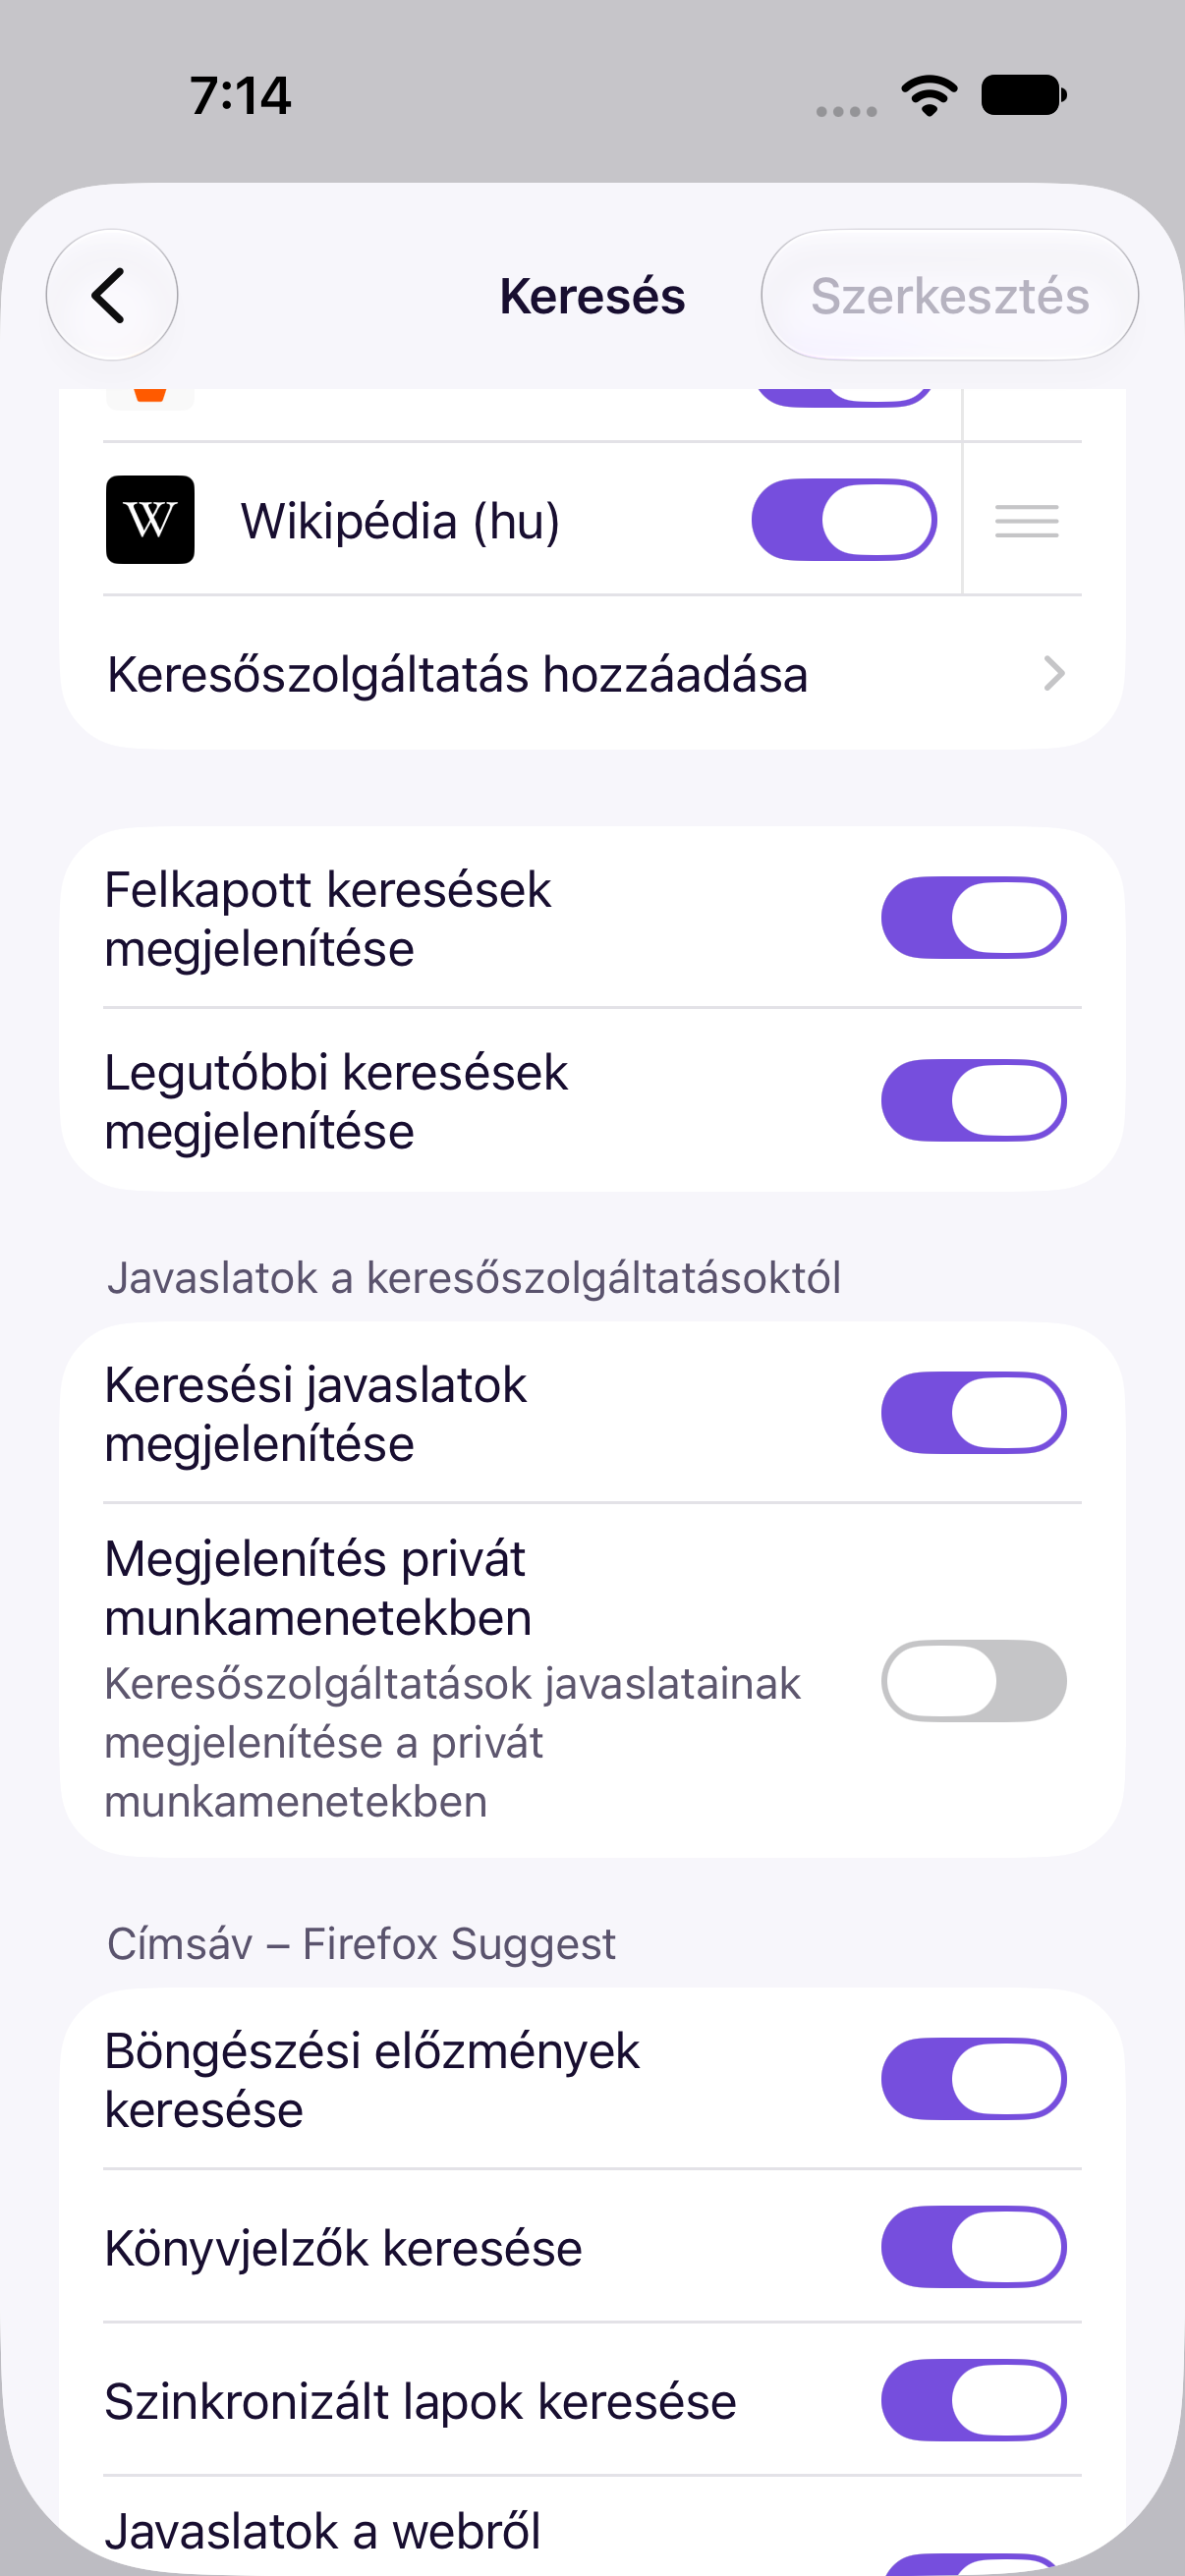 7:14
Keresés
Szerkesztés
W
Wikipédia (hu)
Keresőszolgáltatás hozzáadása
Felkapott keresések
megjelenítése
Legutóbbi keresések
megjelenítése
Javaslatok a keresőszolgáltatásoktól
Keresési javaslatok
megjelenítése
Megjelenítés privát
munkamenetekben
Keresőszolgáltatások javaslatainak
megjelenítése a privát
munkamenetekben
Címsáv – Firefox Suggest
Böngészési előzmények
keresése
Könyvjelzők keresése
Szinkronizált lapok keresése
Javaslatok a webről